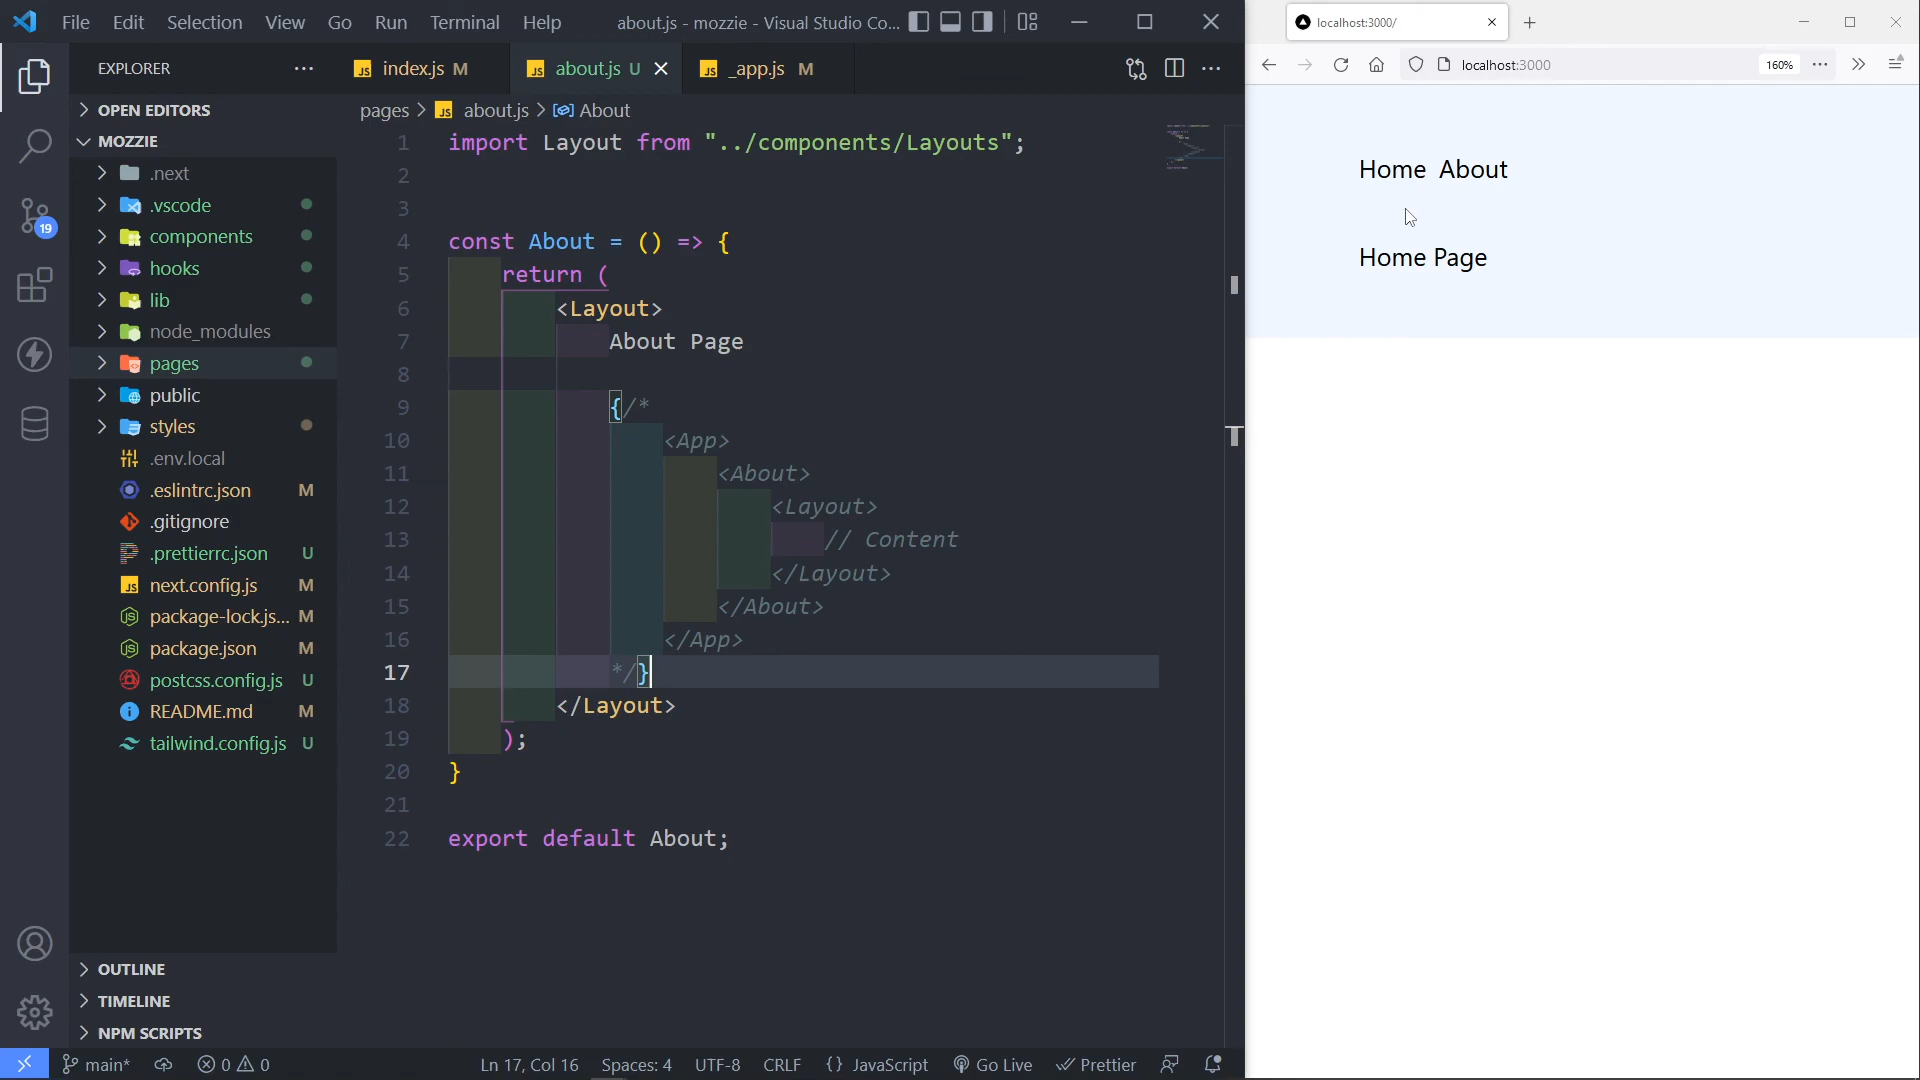 File Edit Selection View Go Run Terminal Help about.js - mozzie - Visual Studio Co...
EXPLORER
OPEN EDITORS
MOZZIE
.next
.vscode
components
hooks
lib
node_modules
pages
public
styles
.env.local
.eslintrc.json M
.gitignore
.prettierrc.json U
next.config.js M
package-lock.js... M
package.json M
postcss.config.js U
README.md M
tailwind.config.js U
OUTLINE
TIMELINE
NPM SCRIPTS
19
index.js M about.js U _app.js M
pages > about.js > About
1 import Layout from "../components/Layouts";
2
3
4 const About = () => {
5 return (
6 <Layout>
7 About Page
8
9 {/*
10 <App>
11 <About>
12 <Layout>
13 // Content
14 </Layout>
15 </About>
16 </App>
17 */}
18 </Layout>
19 );
20 }
21
22 export default About;
main* 0 0 Ln 17, Col 16 Spaces: 4 UTF-8 CRLF {} JavaScript Go Live Prettier
localhost:3000/
localhost:3000 160%
Home About
Home Page